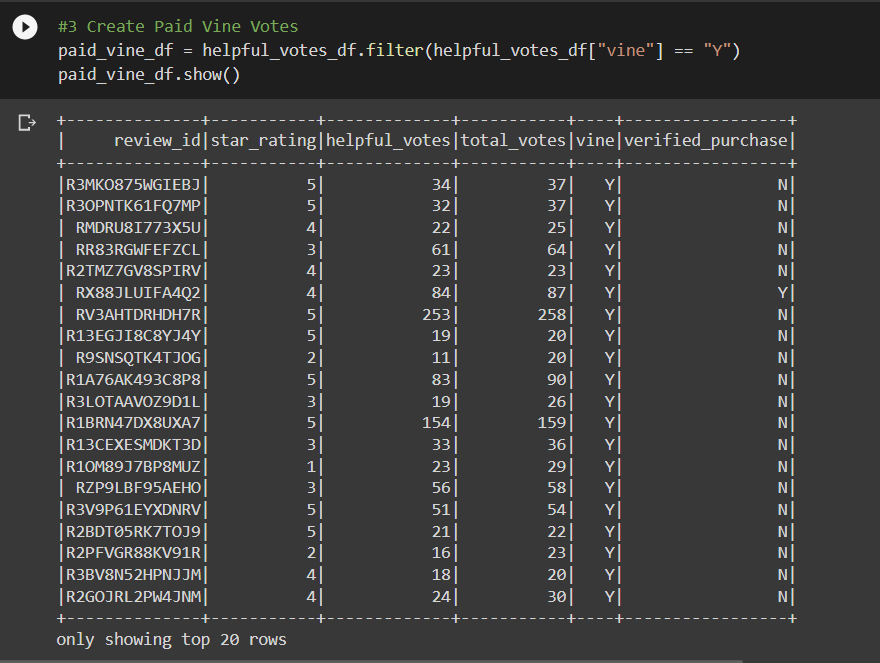 #3 Create Paid Vine Votes
paid_vine_df = helpful_votes_df.filter(helpful_votes_df["vine"] == "Y")
paid_vine_df.show()
+--------------+-----------+-------------+-----------+----+-----------------+
|     review_id|star_rating|helpful_votes|total_votes|vine|verified_purchase|
+--------------+-----------+-------------+-----------+----+-----------------+
|R3MKO875WGIEBJ|          5|           34|         37|   Y|                N|
|R3OPNTK61FQ7MP|          5|           32|         37|   Y|                N|
| RMDRU8I773X5U|          4|           22|         25|   Y|                N|
| RR83RGWFEFZCL|          3|           61|         64|   Y|                N|
|R2TMZ7GV8SPIRV|          4|           23|         23|   Y|                N|
| RX88JLUIFA4Q2|          4|           84|         87|   Y|                Y|
| RV3AHTDRHDH7R|          5|          253|        258|   Y|                N|
|R13EGJI8C8YJ4Y|          5|           19|         20|   Y|                N|
| R9SNSQTK4TJOG|          2|           11|         20|   Y|                N|
|R1A76AK493C8P8|          5|           83|         90|   Y|                N|
|R3LOTAAVOZ9D1L|          3|           19|         26|   Y|                N|
|R1BRN47DX8UXA7|          5|          154|        159|   Y|                N|
|R13CEXESMDKT3D|          3|           33|         36|   Y|                N|
|R1OM89J7BP8MUZ|          1|           23|         29|   Y|                N|
| RZP9LBF95AEHO|          3|           56|         58|   Y|                N|
|R3V9P61EYXDNRV|          5|           51|         54|   Y|                N|
|R2BDT05RK7TOJ9|          5|           21|         22|   Y|                N|
|R2PFVGR88KV91R|          2|           16|         23|   Y|                N|
|R3BV8N52HPNJJM|          4|           18|         20|   Y|                N|
|R2GOJRL2PW4JNM|          4|           24|         30|   Y|                N|
+--------------+-----------+-------------+-----------+----+-----------------+
only showing top 20 rows